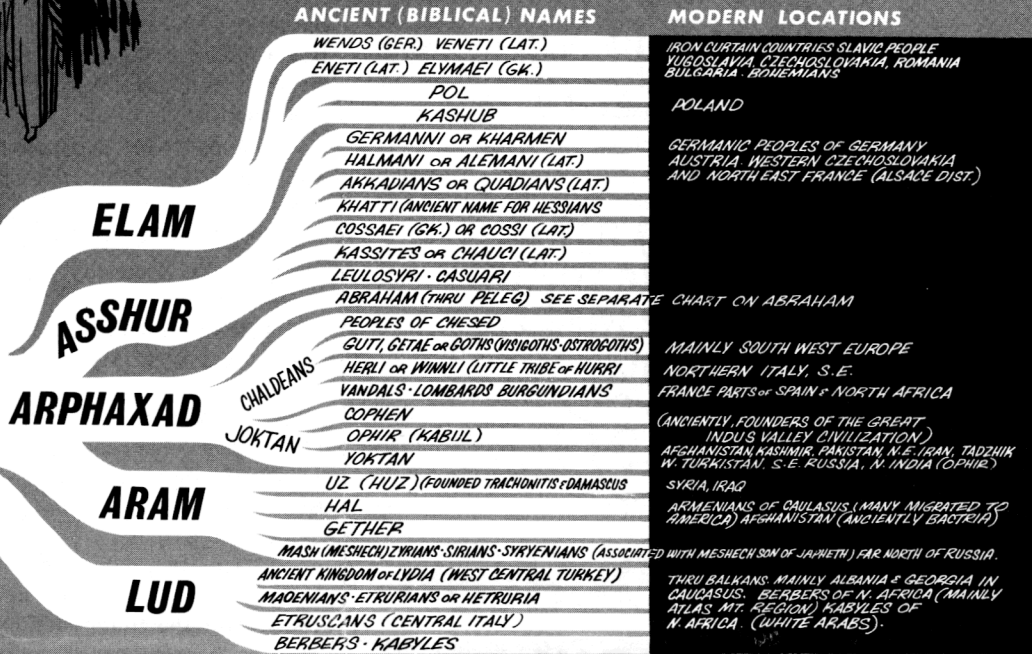 ANCIENT (BIBLICAL) NAMES
MODERN LOCATIONS
WENDS (GER.) VENETI (LAT.)
ENETI (LAT.) ELYMAEI (GK.)
IRON CURTAIN COUNTRIES SLAVIC PEOPLE
YUGOSLAVIA, CZECHOSLOVAKIA, ROMANIA
BULGARIA. BOHEMIANS
POL
KASHUB
POLAND
ELAM
GERMANNI OR KHARMEN
HALMANI OR ALEMANI (LAT.)
AKKADIANS OR QUADIANS (LAT.)
KHATTI (ANCIENT NAME FOR HESSIANS
COSSAEI (GK.) OR COSSI (LAT.)
KASSITES OR CHAUCI (LAT.)
LEULOSYRI · CASUARI
GERMANIC PEOPLES OF GERMANY
AUSTRIA. WESTERN CZECHOSLOVAKIA
AND NORTH EAST FRANCE (ALSACE DIST.)
ASSHUR
ABRAHAM (THRU PELEG) SEE SEPARATE CHART ON ABRAHAM
PEOPLES OF CHESED
ARPHAXAD
CHALDEANS
GUTI, GETAE OR GOTHS (VISIGOTHS-OSTROGOTHS)
HERLI OR WINNLI (LITTLE TRIBE OF HURRI
VANDALS · LOMBARDS BURGUNDIANS
MAINLY SOUTH WEST EUROPE
NORTHERN ITALY, S.E.
FRANCE PARTS OF SPAIN & NORTH AFRICA
JOKTAN
COPHEN
OPHIR (KABUL)
YOKTAN
(ANCIENTLY, FOUNDERS OF THE GREAT
INDUS VALLEY CIVILIZATION)
AFGHANISTAN, KASHMIR, PAKISTAN, N.E. IRAN, TADZHIK
W. TURKISTAN. S.E. RUSSIA, N. INDIA (OPHIR)
ARAM
UZ (HUZ) (FOUNDED TRACHONITIS & DAMASCUS
HAL
GETHER
SYRIA, IRAQ
ARMENIANS OF CAULASUS (MANY MIGRATED TO
AMERICA) AFGHANISTAN (ANCIENTLY BACTRIA)
MASH (MESHECH) ZYRIANS · SIRIANS · SYRYENIANS (ASSOCIATED WITH MESHECH SON OF JAPHETH) FAR NORTH OF RUSSIA.
LUD
ANCIENT KINGDOM OF LYDIA (WEST CENTRAL TURKEY)
MAOENIANS · ETRURIANS OR HETRURIA
ETRUSCANS (CENTRAL ITALY)
BERBERS · KABYLES
THRU BALKANS. MAINLY ALBANIA & GEORGIA IN
CAUCASUS. BERBERS OF N. AFRICA (MAINLY
ATLAS MT. REGION) KABYLES OF
N. AFRICA. (WHITE ARABS).